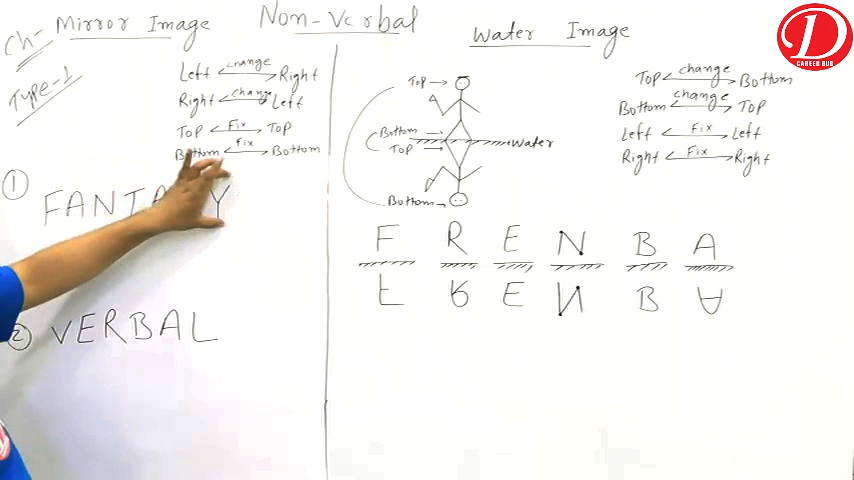 Non-Verbal
Ch- Mirror Image
Type-1
Left change Right
Right change Left
Top Fix Top
Bottom Fix Bottom
1
FANTA Y
2 VERBAL
Water Image
Top
Bottom
Top
Water
Bottom
Top change Bottom
Bottom change Top
Left Fix Left
Right Fix Right
F R E N B A
F R E N B A
D
CAREER HUB